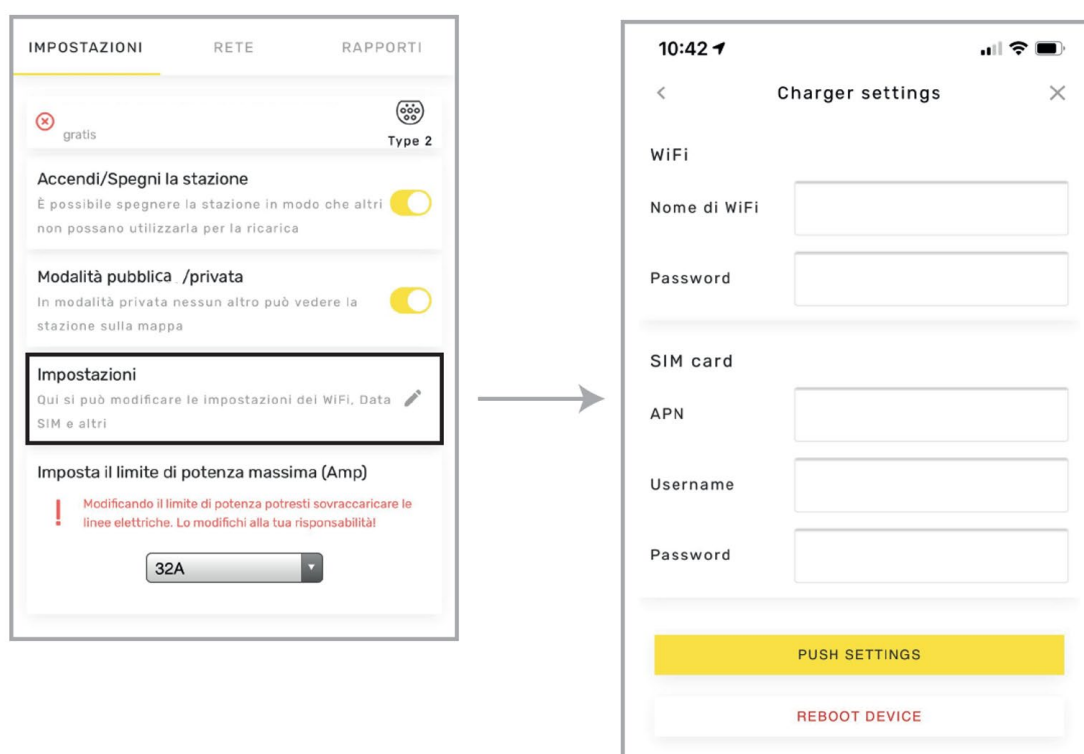 IMPOSTAZIONI RETE RAPPORTI
gratis
Type 2
Accendi/Spegni la stazione
È possibile spegnere la stazione in modo che altri
non possano utilizzarla per la ricarica
Modalità pubblica /privata
In modalità privata nessun altro può vedere la
stazione sulla mappa
Impostazioni
Qui si può modificare le impostazioni dei WiFi, Data
SIM e altri
Imposta il limite di potenza massima (Amp)
! Modificando il limite di potenza potresti sovraccaricare le
linee elettriche. Lo modifichi alla tua risponsabilità!
32A
10:42
Charger settings
WiFi
Nome di WiFi
Password
SIM card
APN
Username
Password
PUSH SETTINGS
REBOOT DEVICE